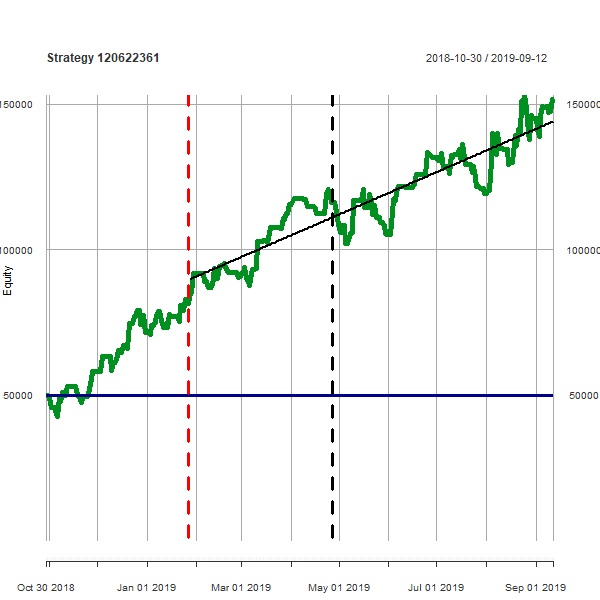 Strategy 120622361
2018-10-30 / 2019-09-12
150000
150000
100000
100000
50000
50000
Equity
Oct 30 2018
Jan 01 2019
Mar 01 2019
May 01 2019
Jul 01 2019
Sep 01 2019